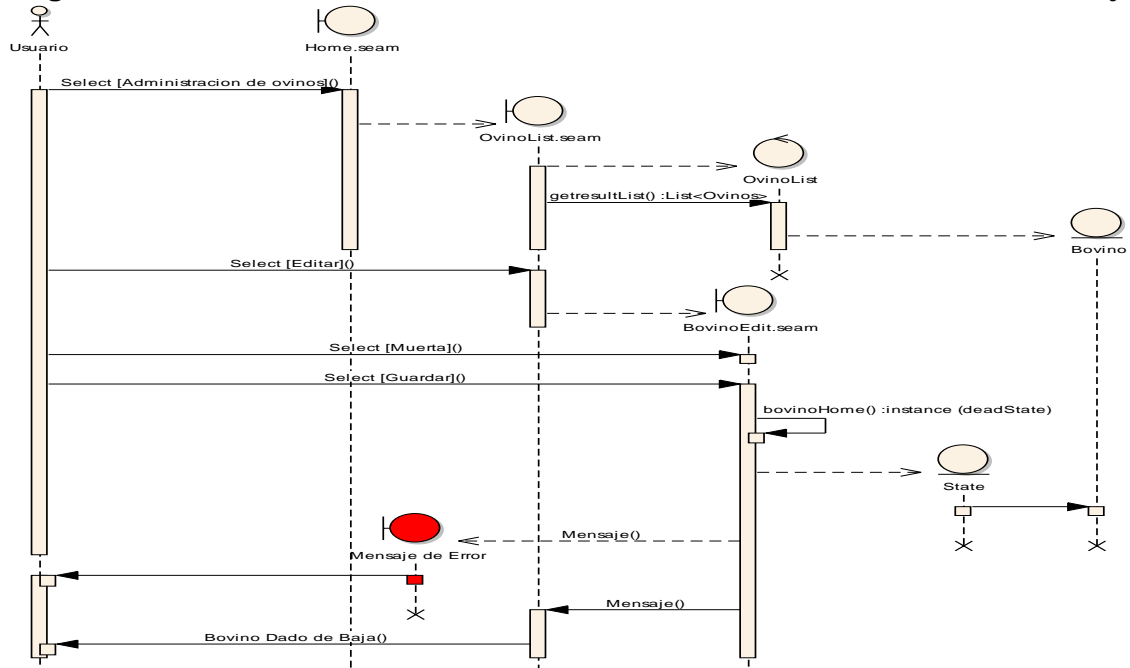 Usuario
Home.seam
Select [Administracion de ovinos]()
OvinoList.seam
OvinoList
getresultList() :List<Ovinos>
Bovino
Select [Editar]()
BovinoEdit.seam
Select [Muerta]()
Select [Guardar]()
bovinoHome() :instance (deadState)
State
Mensaje()
Mensaje de Error
Mensaje()
Bovino Dado de Baja()